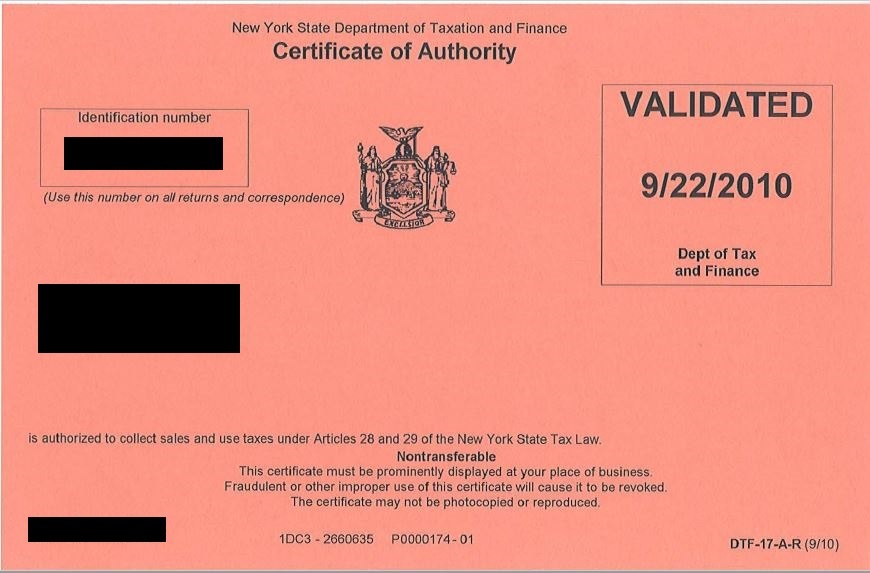 New York State Department of Taxation and Finance
Certificate of Authority
Identification number
(Use this number on all returns and correspondence)
EXCELSIOR
VALIDATED
9/22/2010
Dept of Tax
and Finance
is authorized to collect sales and use taxes under Articles 28 and 29 of the New York State Tax Law.
Nontransferable
This certificate must be prominently displayed at your place of business.
Fraudulent or other improper use of this certificate will cause it to be revoked.
The certificate may not be photocopied or reproduced.
1DC3 - 2660635 P0000174 - 01
DTF-17-A-R (9/10)